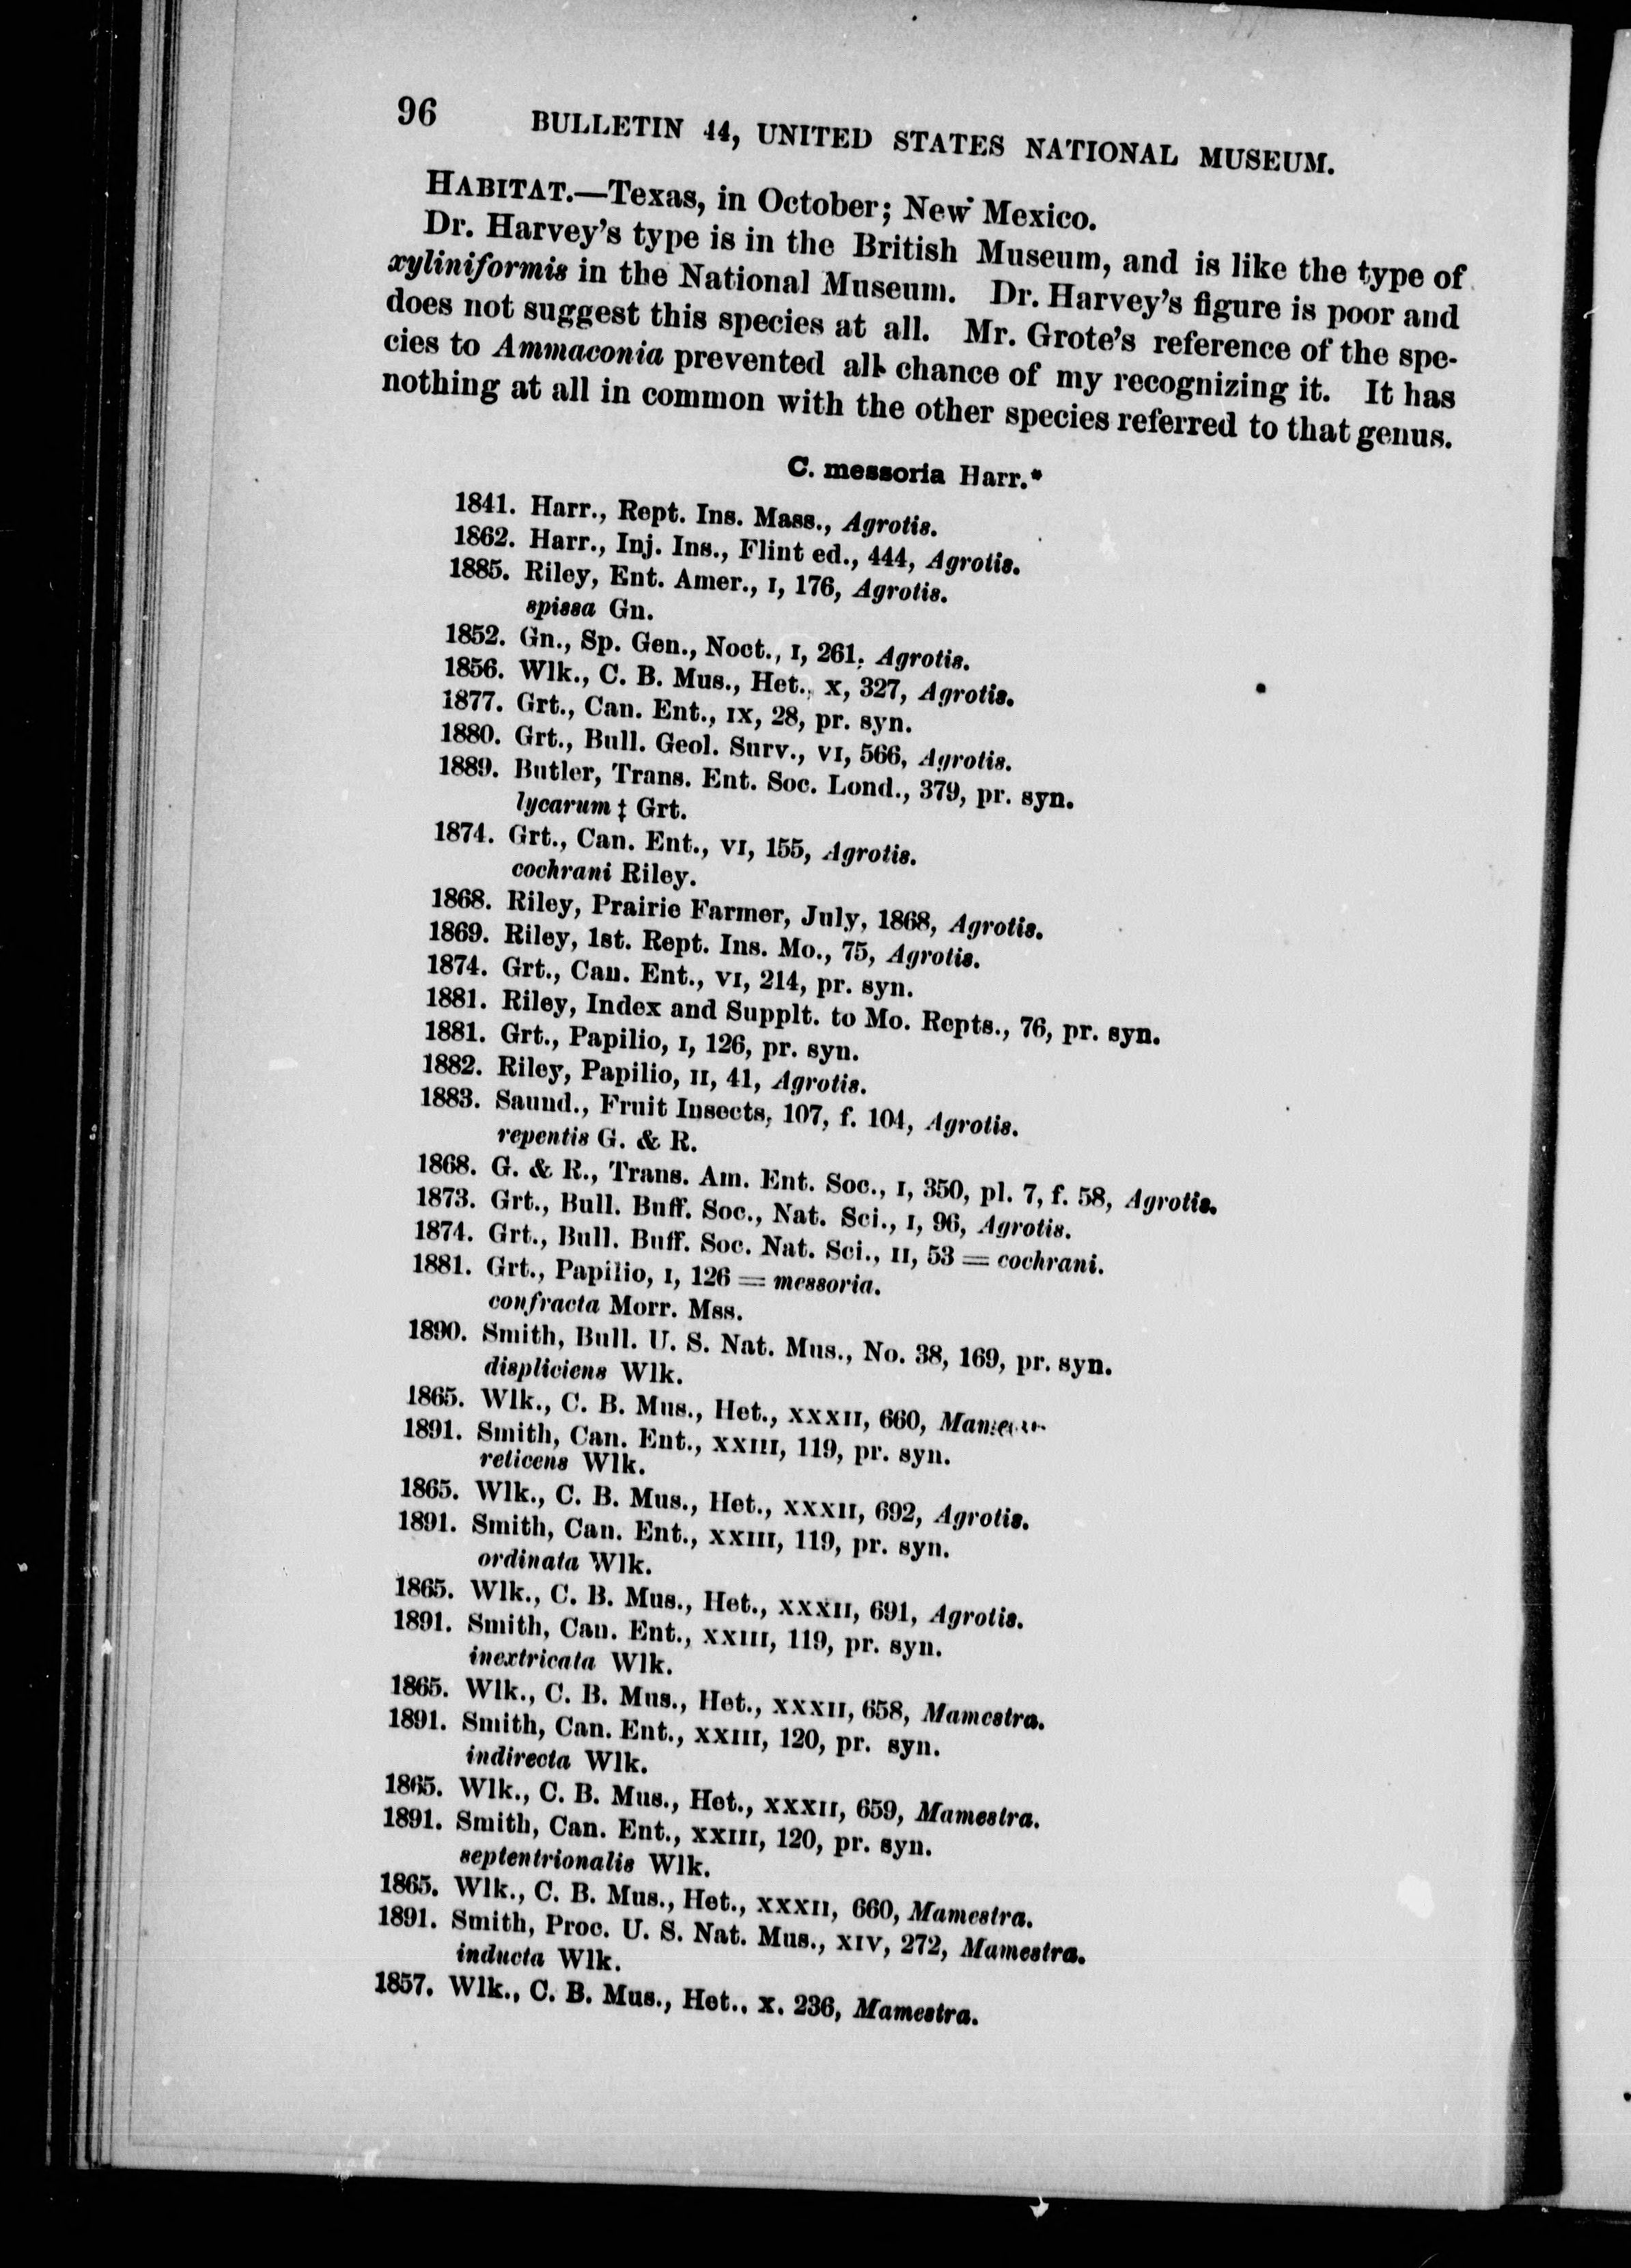 96 BULLETIN 44, UNITED STATES NATIONAL MUSEUM.
HABITAT.—Texas, in October; New Mexico.
Dr. Harvey's type is in the British Museum, and is like the type of
xyliniformis in the National Museum. Dr. Harvey's figure is poor and
does not suggest this species at all. Mr. Grote's reference of the spe-
cies to Ammaconia prevented all chance of my recognizing it. It has
nothing at all in common with the other species referred to that genus.
C. messoria Harr.*
1841. Harr., Rept. Ins. Mass., Agrotis.
1862. Harr., Inj. Ins., Flint ed., 444, Agrotis.
1885. Riley, Ent. Amer., I, 176, Agrotis.
spissa Gn.
1852. Gn., Sp. Gen., Noct., I, 261, Agrotis.
1856. Wlk., C. B. Mus., Het., X, 327, Agrotis.
1877. Grt., Can. Ent., IX, 28, pr. syn.
1880. Grt., Bull. Geol. Surv., VI, 566, Agrotis.
1889. Butler, Trans. Ent. Soc. Lond., 379, pr. syn.
lycarum ‡ Grt.
1874. Grt., Can. Ent., VI, 155, Agrotis.
cochrani Riley.
1868. Riley, Prairie Farmer, July, 1868, Agrotis.
1869. Riley, 1st. Rept. Ins. Mo., 75, Agrotis.
1874. Grt., Can. Ent., VI, 214, pr. syn.
1881. Riley, Index and Supplt. to Mo. Repts., 76, pr. syn.
1881. Grt., Papilio, I, 126, pr. syn.
1882. Riley, Papilio, II, 41, Agrotis.
1883. Saund., Fruit Insects, 107, f. 104, Agrotis.
repentis G. & R.
1868. G. & R., Trans. Am. Ent. Soc., I, 350, pl. 7, f. 58, Agrotis.
1873. Grt., Bull. Buff. Soc., Nat. Sci., I, 96, Agrotis.
1874. Grt., Bull. Buff. Soc. Nat. Sci., II, 53 = cochrani.
1881. Grt., Papilio, I, 126 = messoria.
confracta Morr. Mss.
1890. Smith, Bull. U. S. Nat. Mus., No. 38, 169, pr. syn.
displiciens Wlk.
1865. Wlk., C. B. Mus., Het., XXXII, 660,
1891. Smith, Can. Ent., XXIII, 119, pr. syn.
reticens Wlk.
1865. Wlk., C. B. Mus., Het., XXXII, 692, Agrotis.
1891. Smith, Can. Ent., XXIII, 119, pr. syn.
ordinata Wlk.
1865. Wlk., C. B. Mus., Het., XXXII, 691, Agrotis.
1891. Smith, Can. Ent., XXIII, 119, pr. syn.
inextricata Wlk.
1865. Wlk., C. B. Mus., Het., XXXII, 658, Mamestra.
1891. Smith, Can. Ent., XXIII, 120, pr. syn.
indirecta Wlk.
1865. Wlk., C. B. Mus., Het., XXXII, 659, Mamestra.
1891. Smith, Can. Ent., XXIII, 120, pr. syn.
septentrionalis Wlk.
1865. Wlk., C. B. Mus., Het., XXXII, 660, Mamestra.
1891. Smith, Proc. U. S. Nat. Mus., XIV, 272, Mamestra.
inducta Wlk.
1857. Wlk., C. B. Mus., Het., X. 236, Mamestra.